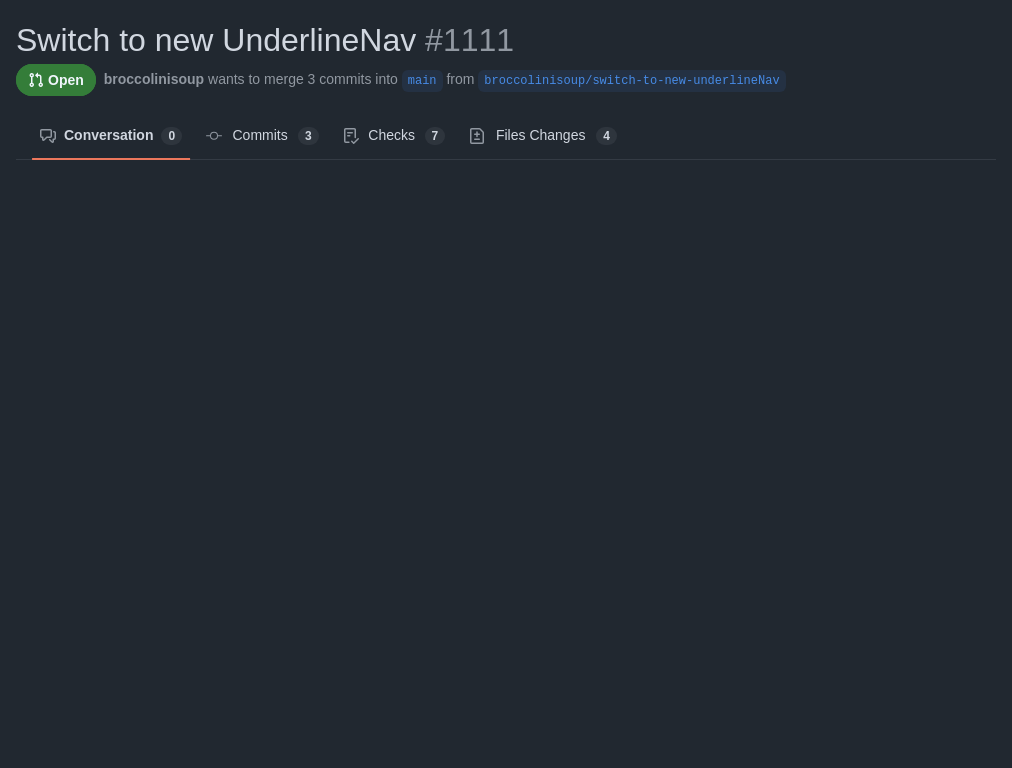 Switch to new UnderlineNav #1111
Open broccolinisoup wants to merge 3 commits into main from broccolinisoup/switch-to-new-underlineNav
Conversation 0 Commits 3 Checks 7 Files Changes 4